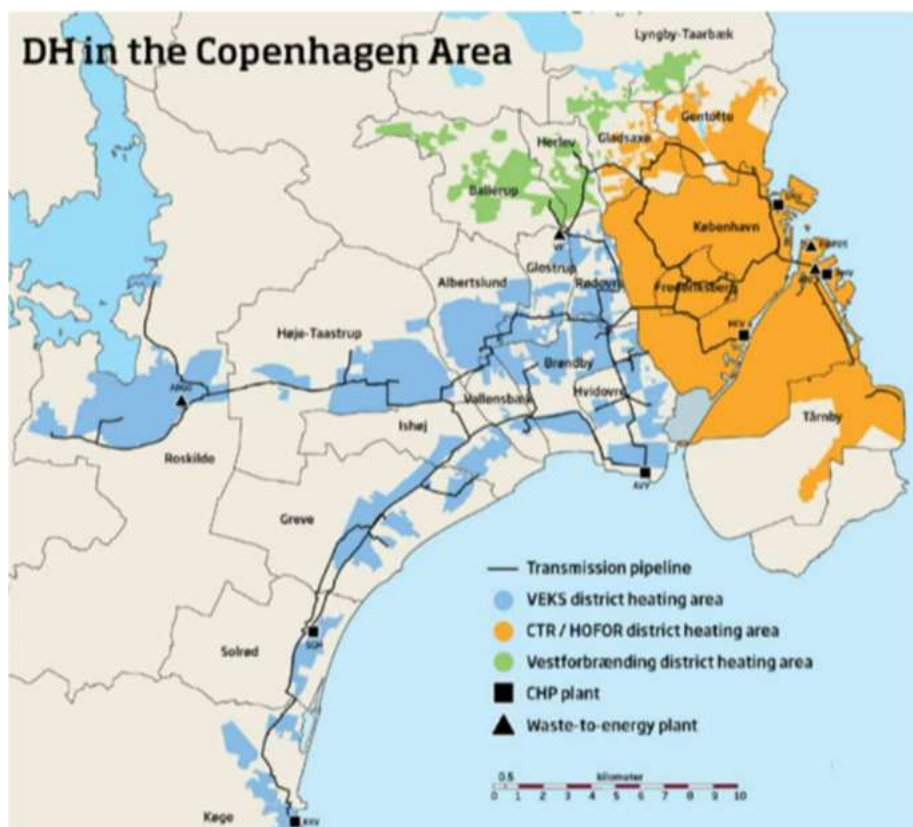 DH in the Copenhagen Area
Lyngby-Taarbæk
Gentofte
Gladsaxe
Herlev
Ballerup
København
VF
Glostrup
Rødovre
Frederiksberg
Albertslund
Høje-Taastrup
HCV
Brøndby
Hvidovre
Vallensbæk
Ishøj
Tårnby
Roskilde
AVV
Greve
Transmission pipeline
VEKS district heating area
CTR / HOFOR district heating area
Vestforbrænding district heating area
CHP plant
Waste-to-energy plant
Solrød
0.5
kilometer
0 1 2 3 4 5 6 7 8 9 10
Køge